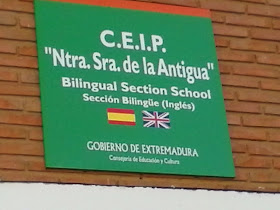 C.E.I.P.
"Ntra. Sra. de la Antigua"
Bilingual Section School
Sección Bilingüe (Inglés)
GOBIERNO DE EXTREMADURA
Consejería de Educación y Cultura